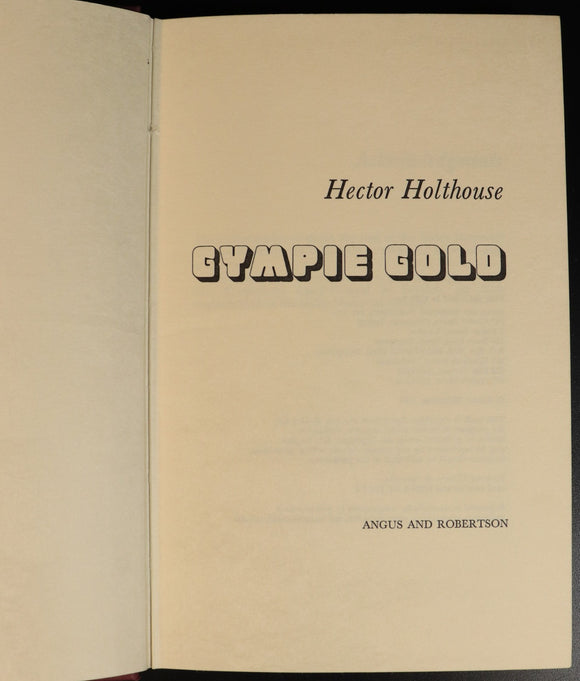 Hector Holthouse
GYMPIE GOLD
ANGUS AND ROBERTSON